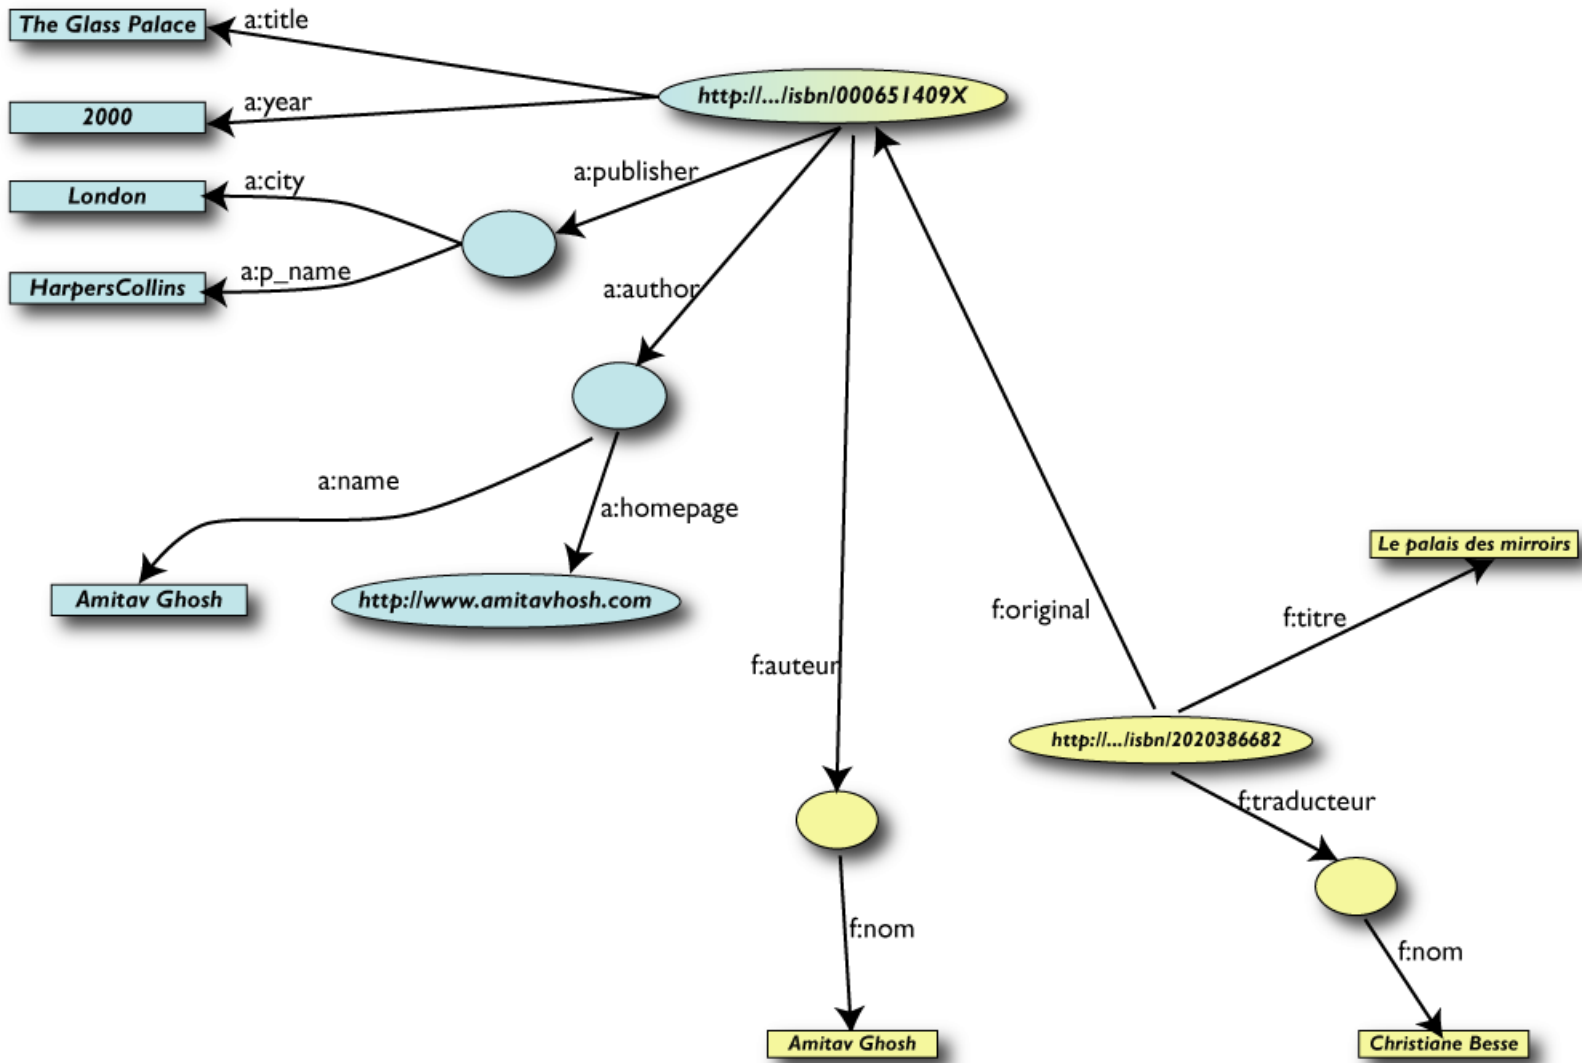 The Glass Palace
a:title
http://.../isbn/000651409X
a:year
2000
a:publisher
a:city
London
a:p_name
HarpersCollins
a:author
a:name
a:homepage
Le palais des mirroirs
Amitav Ghosh
http://www.amitavhosh.com
f:original
f:titre
f:auteur
http://.../isbn/2020386682
f:traducteur
f:nom
f:nom
Amitav Ghosh
Christiane Besse